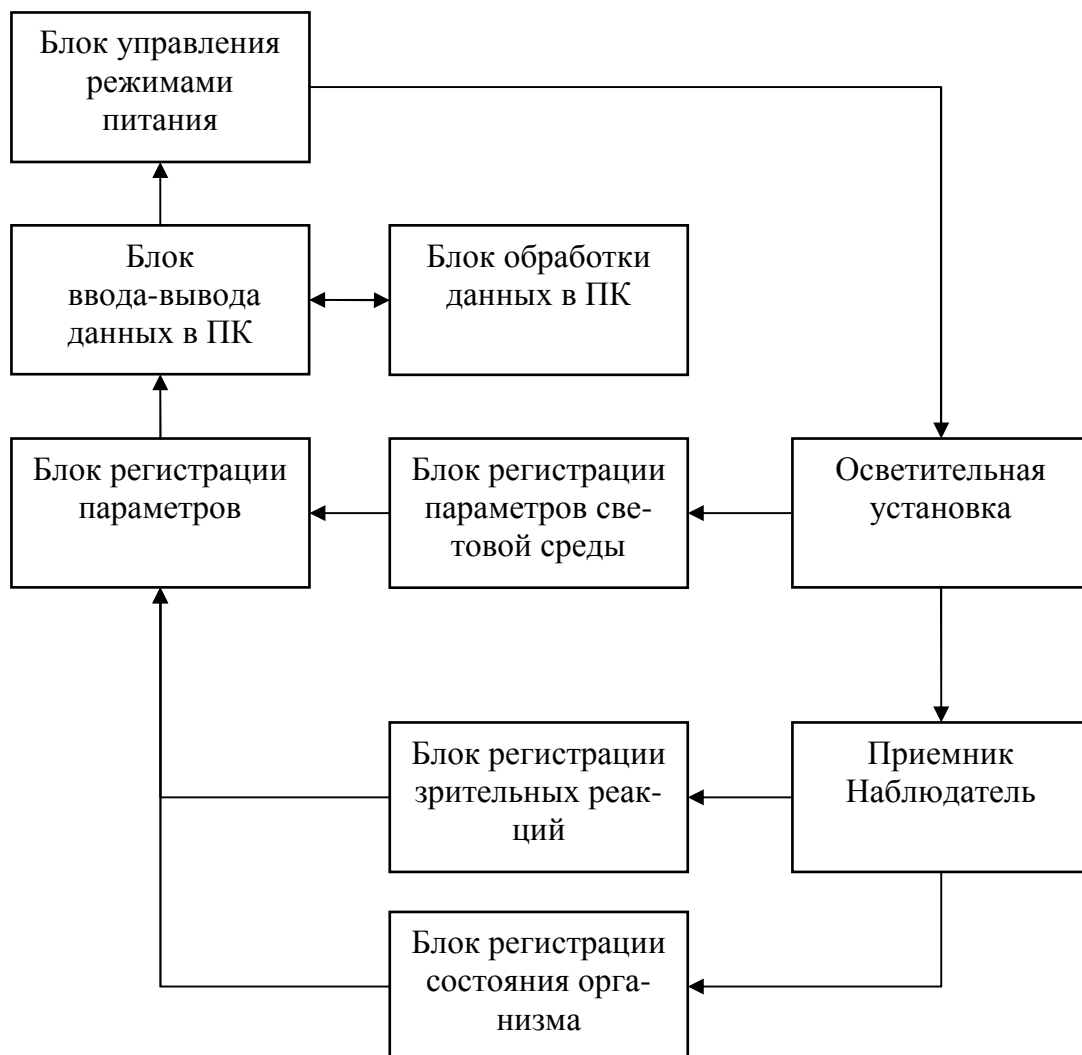 Блок управления
режимами
питания
Блок
ввода-вывода
данных в ПК
Блок обработки
данных в ПК
Блок регистрации
параметров
Блок регистрации
параметров све-
товой среды
Осветительная
установка
Блок регистрации
зрительных реак-
ций
Приемник
Наблюдатель
Блок регистрации
состояния орга-
низма